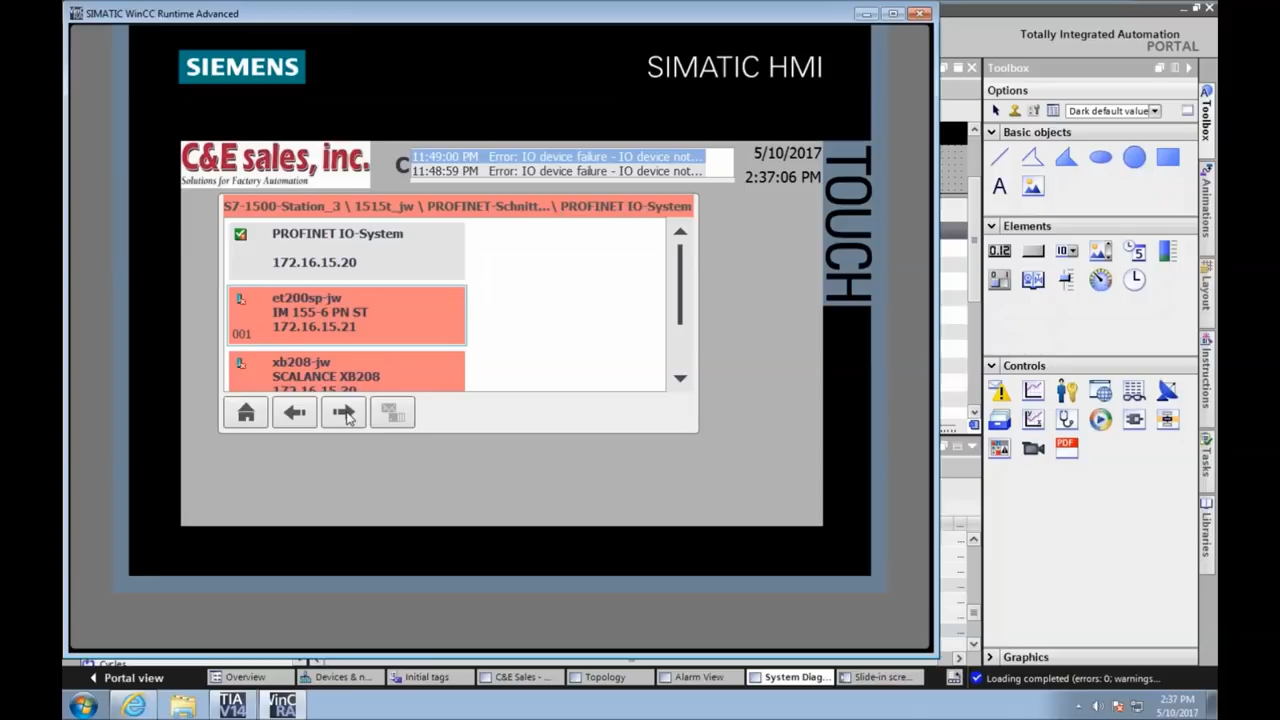 SIMATIC WinCC Runtime Advanced
SIEMENS
SIMATIC HMI
TOUCH
C&E sales, inc.
Solutions for Factory Automation
C
11:49:00 PM Error: IO device failure - IO device not...
11:48:59 PM Error: IO device failure - IO device not...
5/10/2017
2:37:06 PM
S7-1500-Station_3 \ 1515t_jw \ PROFINET-Schnitt...\ PROFINET IO-System
PROFINET IO-System
172.16.15.20
et200sp-jw
IM 155-6 PN ST
172.16.15.21
001
xb208-jw
SCALANCE XB208
Totally Integrated Automation
PORTAL
Toolbox
Options
Dark default value
Basic objects
A
Elements
0.12
10
5
Controls
PDF
Graphics
Toolbox
Animations
Layout
Instructions
Tasks
Libraries
Cycles
Portal view
Overview
Devices & n...
Initial tags
C&E Sales - ...
Topology
Alarm View
System Diag...
Slide-in scre...
Loading completed (errors: 0; warnings...
TIA
V14
WinC
RA
2:37 PM
5/10/2017